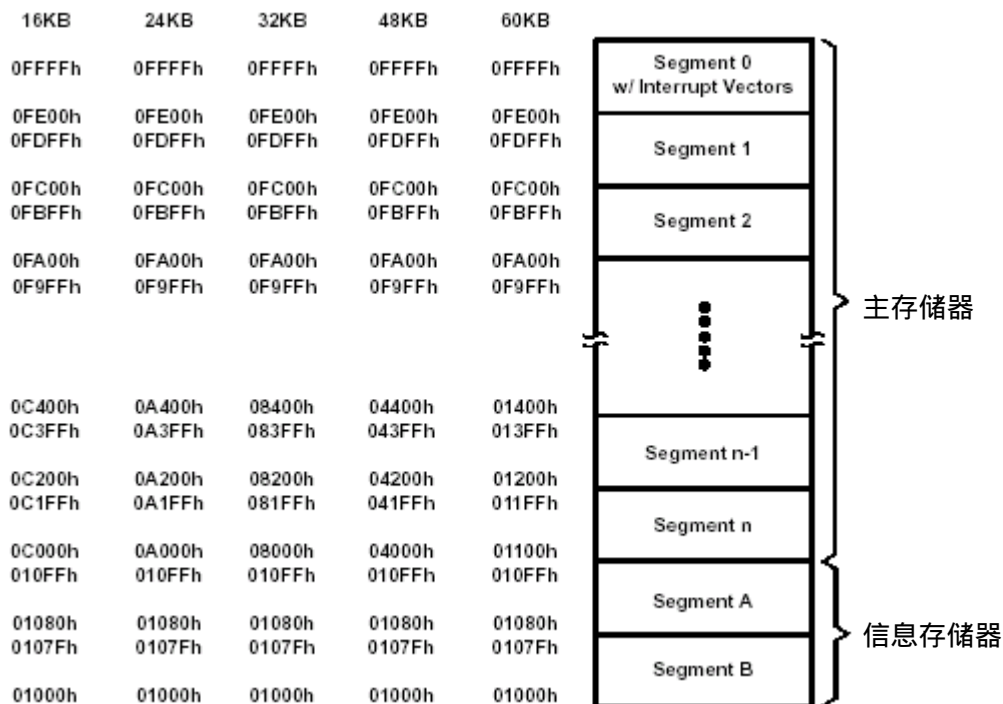 16KB 24KB 32KB 48KB 60KB
0FFFFh 0FFFFh 0FFFFh 0FFFFh 0FFFFh
Segment 0
w/ Interrupt Vectors
0FE00h 0FE00h 0FE00h 0FE00h 0FE00h
0FDFFh 0FDFFh 0FDFFh 0FDFFh 0FDFFh
Segment 1
0FC00h 0FC00h 0FC00h 0FC00h 0FC00h
0FBFFh 0FBFFh 0FBFFh 0FBFFh 0FBFFh
Segment 2
0FA00h 0FA00h 0FA00h 0FA00h 0FA00h
0F9FFh 0F9FFh 0F9FFh 0F9FFh 0F9FFh
主存储器
0C400h 0A400h 08400h 04400h 01400h
0C3FFh 0A3FFh 083FFh 043FFh 013FFh
Segment n-1
0C200h 0A200h 08200h 04200h 01200h
0C1FFh 0A1FFh 081FFh 041FFh 011FFh
Segment n
0C000h 0A000h 08000h 04000h 01100h
010FFh 010FFh 010FFh 010FFh 010FFh
Segment A
01080h 01080h 01080h 01080h 01080h
0107Fh 0107Fh 0107Fh 0107Fh 0107Fh
信息存储器
Segment B
01000h 01000h 01000h 01000h 01000h